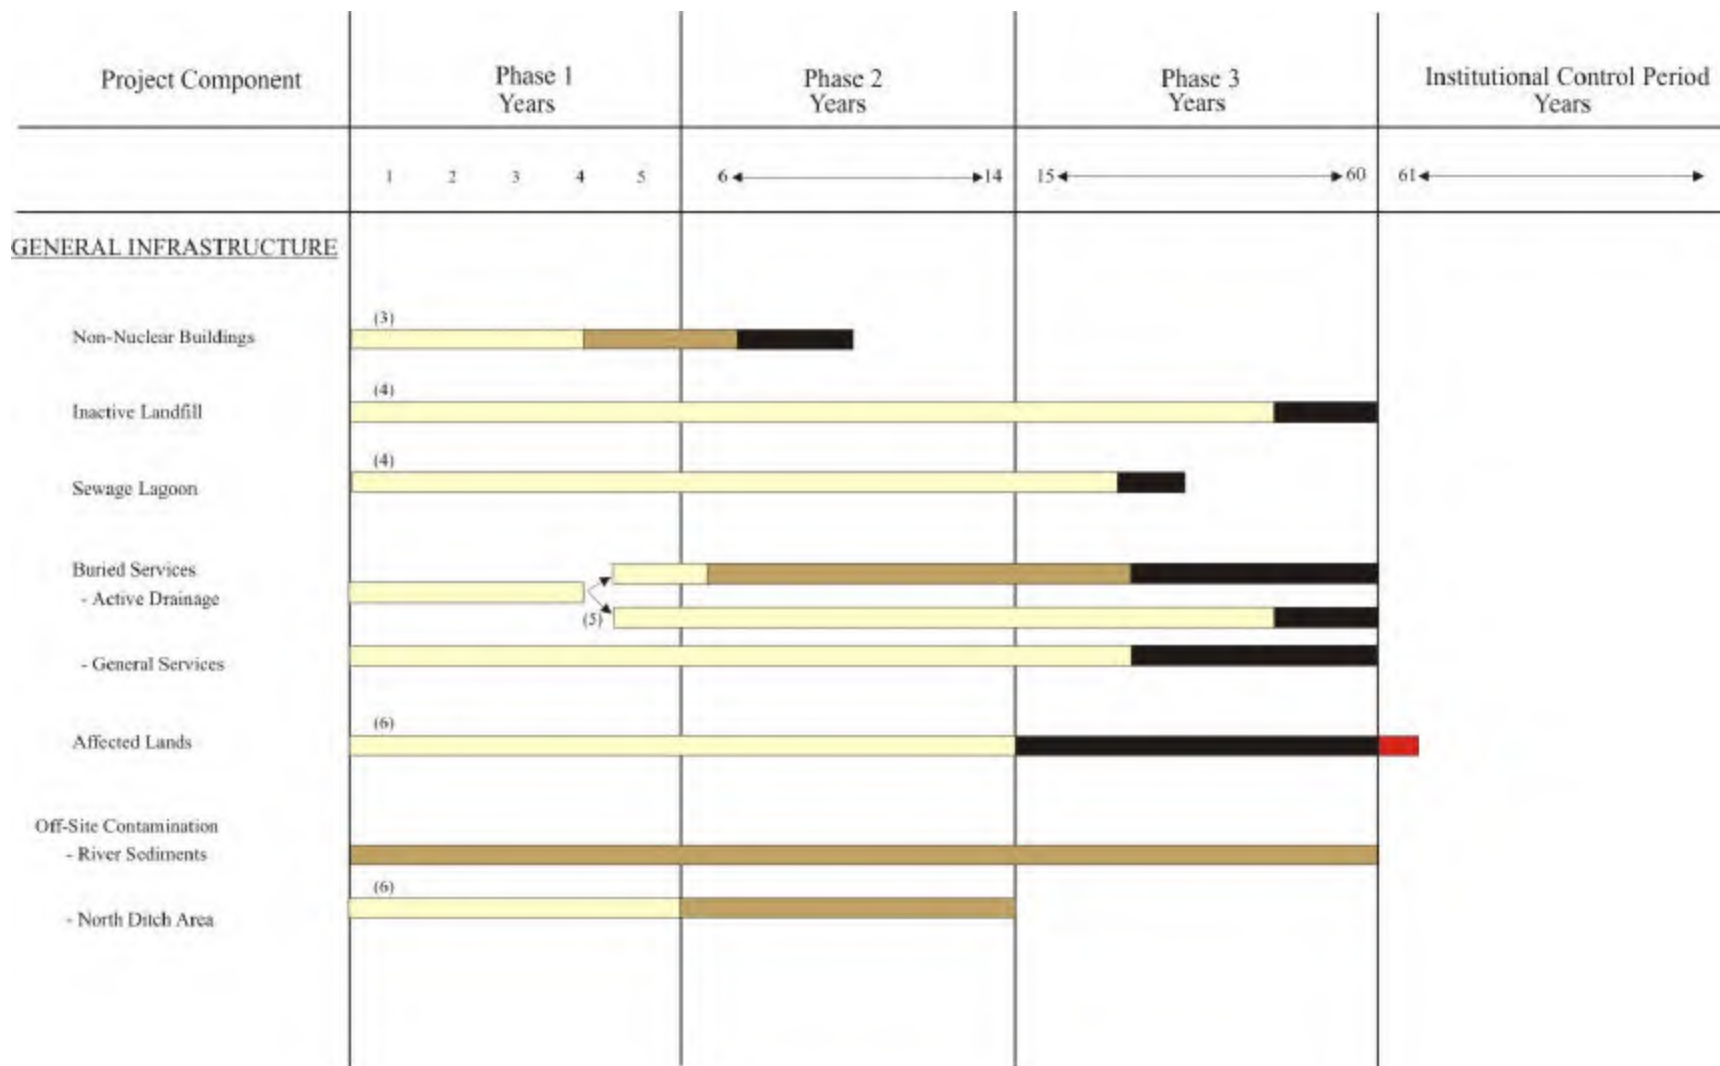 Project Component
Phase 1
Years
Phase 2
Years
Phase 3
Years
Institutional Control Period
Years
1 2 3 4 5 6 14 15 60 61
GENERAL INFRASTRUCTURE
(3)
Non-Nuclear Buildings
(4)
Inactive Landfill
(4)
Sewage Lagoon
Buried Services
- Active Drainage
(5)
- General Services
(6)
Affected Lands
Off-Site Contamination
- River Sediments
(6)
- North Ditch Area